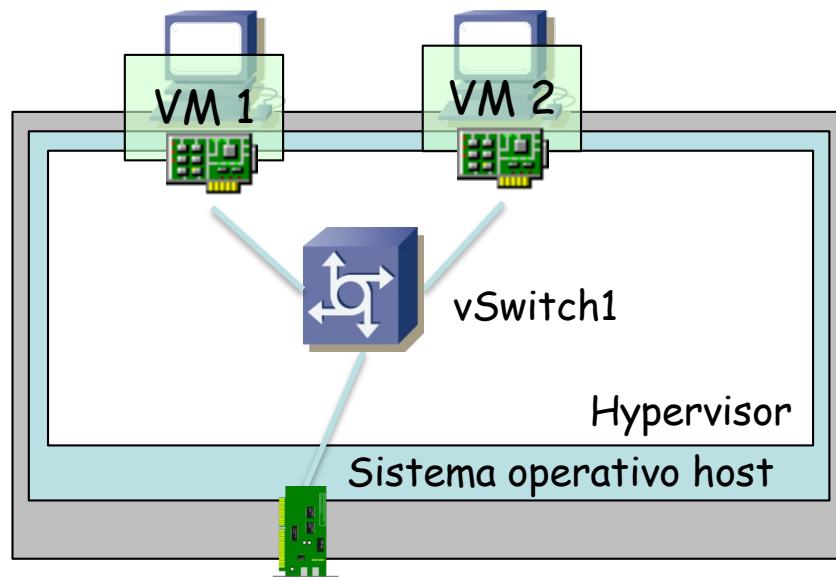 VM 1
VM 2
vSwitch1
Hypervisor
Sistema operativo host